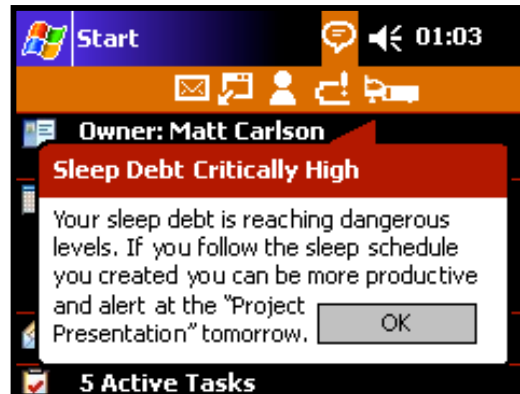 Start
01:03
Owner: Matt Carlson
Sleep Debt Critically High
Your sleep debt is reaching dangerous
levels. If you follow the sleep schedule
you created you can be more productive
and alert at the “Project
Presentation” tomorrow.
OK
5 Active Tasks